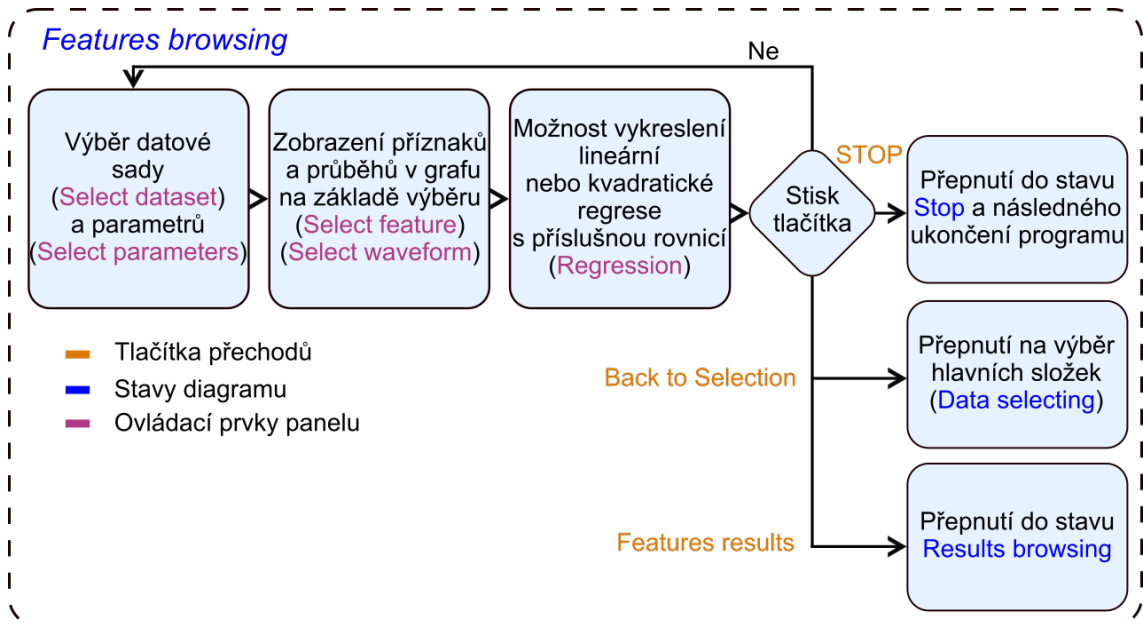 Features browsing
Ne
Výběr datové
sady
(Select dataset)
a parametrů
(Select parameters)
Zobrazení příznaků
a průběhů v grafu
na základě výběru
(Select feature)
(Select waveform)
Možnost vykreslení
lineární
nebo kvadratické
regrese
s příslušnou rovnicí
(Regression)
Stisk
tlačítka
STOP
Přepnutí do stavu
Stop a následného
ukončení programu
Tlačítka přechodů
Stavy diagramu
Ovládací prvky panelu
Back to Selection
Přepnutí na výběr
hlavních složek
(Data selecting)
Features results
Přepnutí do stavu
Results browsing